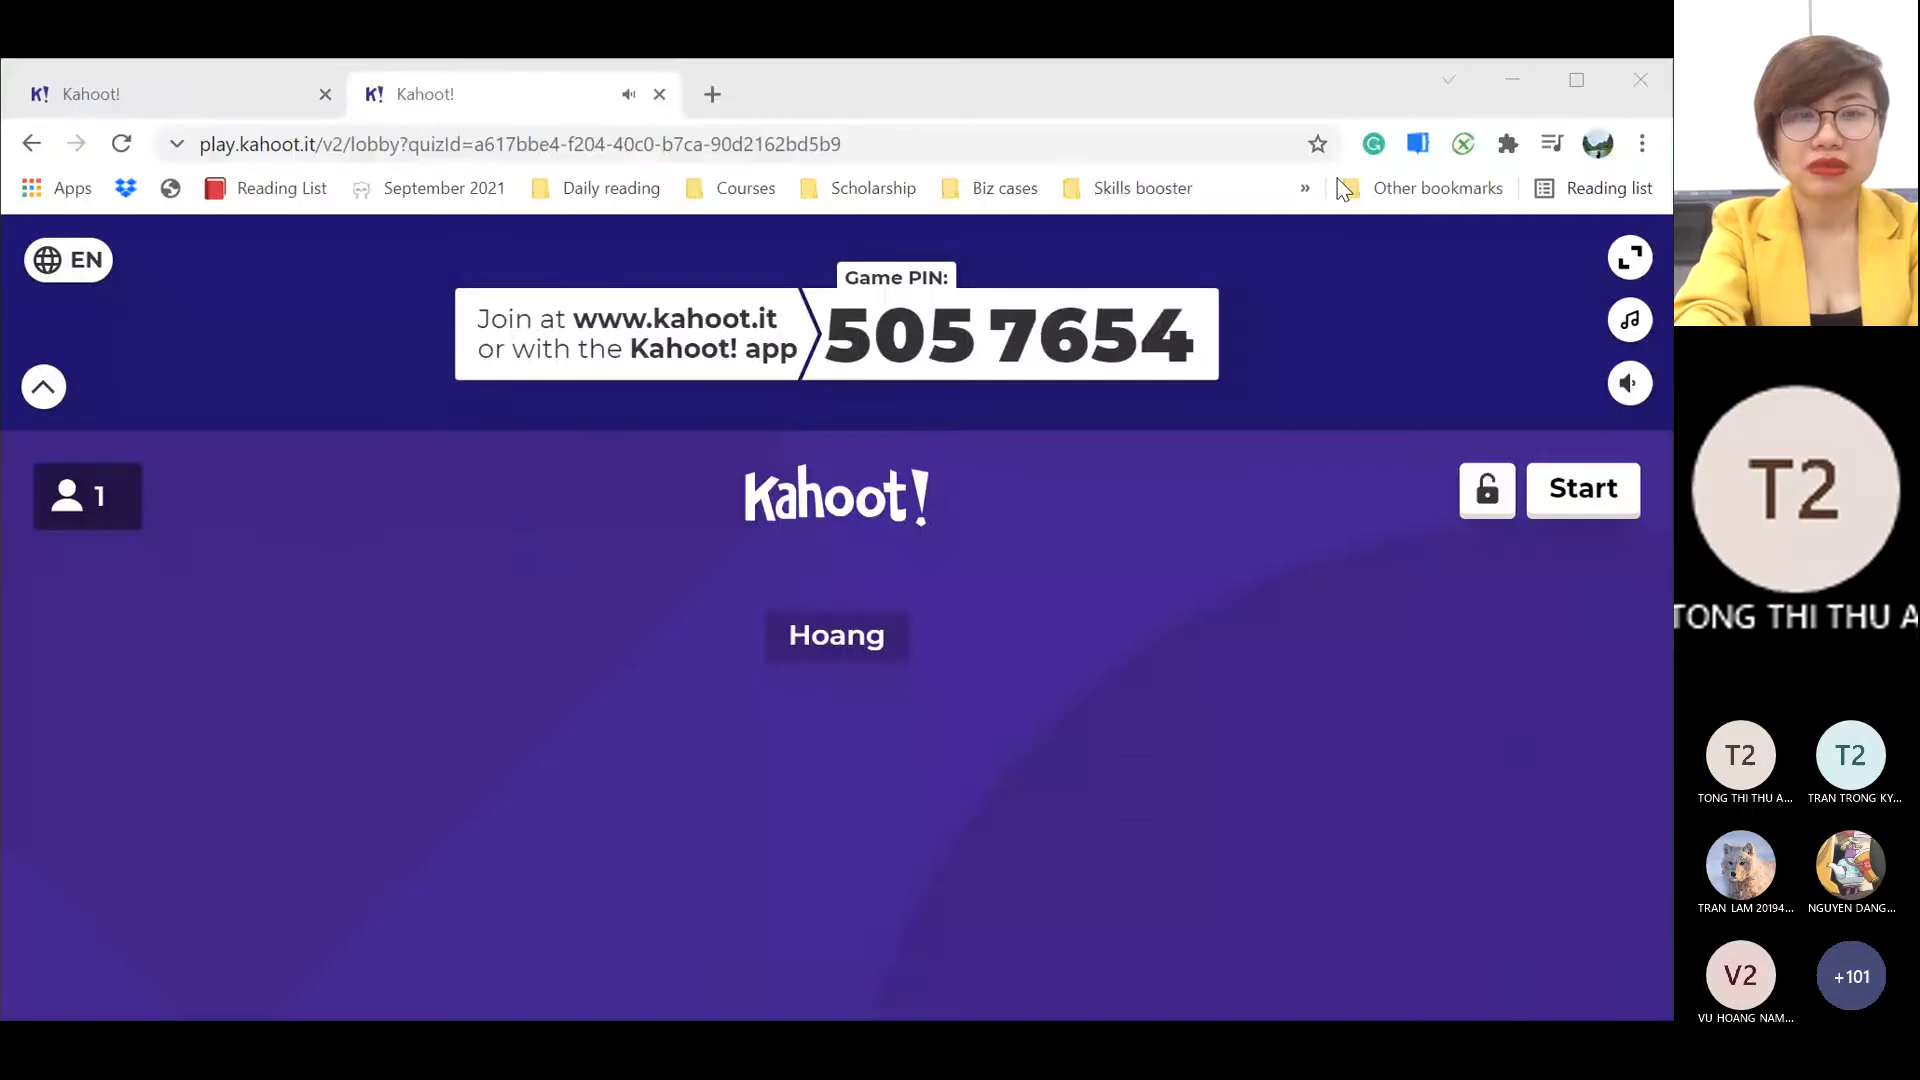 Kahoot!
Kahoot!
play.kahoot.it/v2/lobby?quizId=a617bbe4-f204-40c0-b7ca-90d2162bd5b9
Apps
Reading List
September 2021
Daily reading
Courses
Scholarship
Biz cases
Skills booster
»
Other bookmarks
Reading list
EN
Game PIN:
Join at www.kahoot.it
or with the Kahoot! app
505 7654
1
Kahoot!
Start
Hoang
T2
TONG THI THU A
T2
TONG THI THU A...
T2
TRAN TRONG KY...
TRAN LAM 20194...
NGUYEN DANG...
V2
VU HOANG NAM...
+101